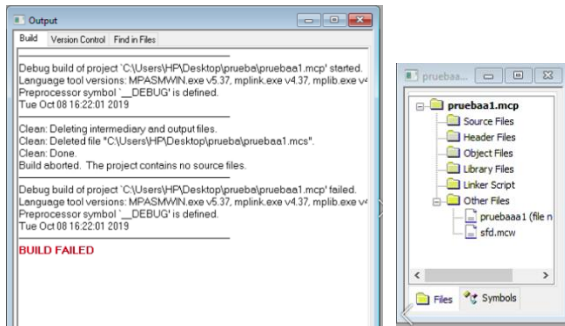 Output
Build Version Control Find in Files
Debug build of project `C:\Users\HP\Desktop\prueba\pruebaa1.mcp' started.
Language tool versions: MPASMWIN.exe v5.37, mplink.exe v4.37, mplib.exe v4
Preprocessor symbol `__DEBUG' is defined.
Tue Oct 08 16:22:01 2019
Clean: Deleting intermediary and output files.
Clean: Deleted file "C:\Users\HP\Desktop\prueba\pruebaa1.mcs".
Clean: Done.
Build aborted. The project contains no source files.
Debug build of project `C:\Users\HP\Desktop\prueba\pruebaa1.mcp' failed.
Language tool versions: MPASMWIN.exe v5.37, mplink.exe v4.37, mplib.exe v4
Preprocessor symbol `__DEBUG' is defined.
Tue Oct 08 16:22:01 2019
BUILD FAILED
pruebaa...
pruebaa1.mcp
Source Files
Header Files
Object Files
Library Files
Linker Script
Other Files
pruebaaa1 (file n
sfd.mcw
Files Symbols